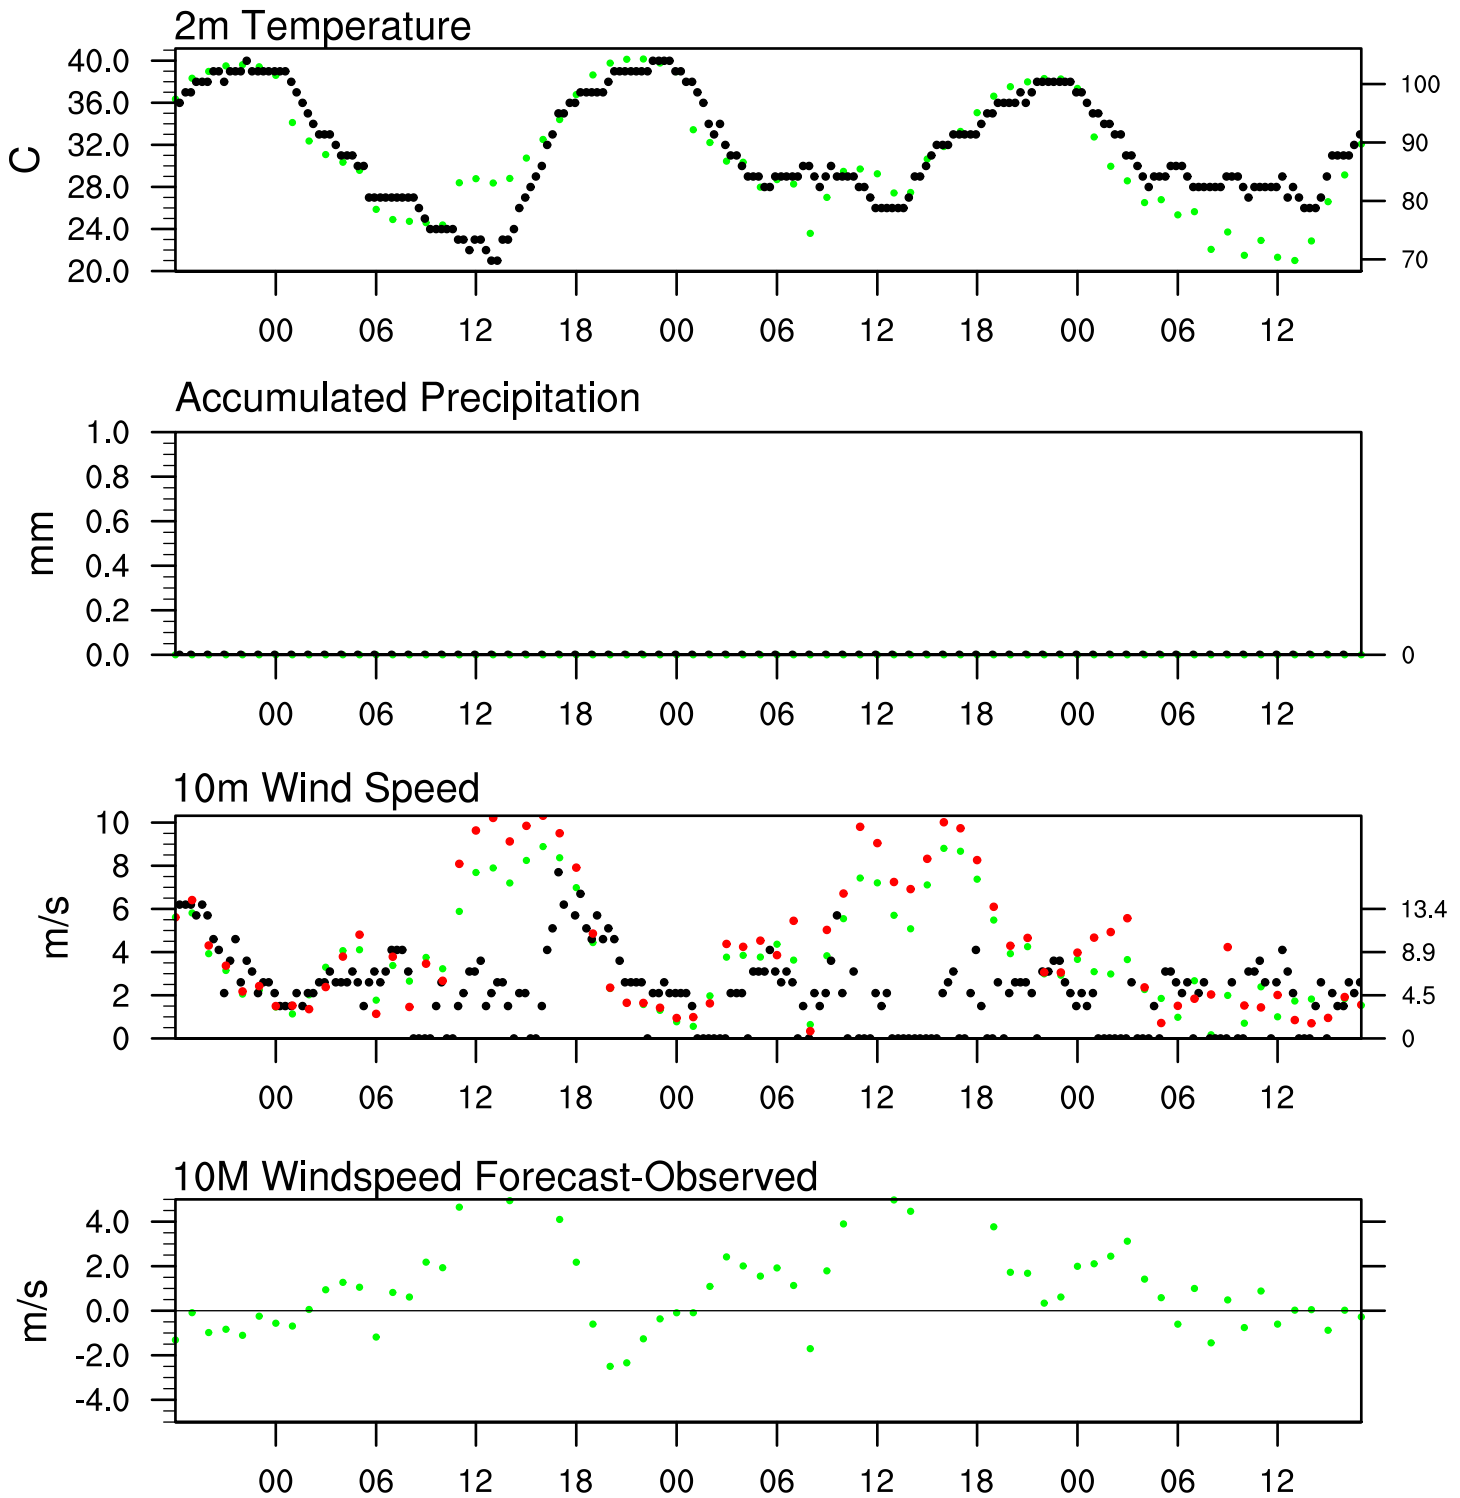 2m Temperature
40.0
36.0
32.0
28.0
24.0
20.0
C
100
90
80
70
00 06 12 18 00 06 12 18 00 06 12
Accumulated Precipitation
1.0
0.8
0.6
0.4
0.2
0.0
mm
0
00 06 12 18 00 06 12 18 00 06 12
10m Wind Speed
10
8
6
4
2
0
m/s
13.4
8.9
4.5
0
00 06 12 18 00 06 12 18 00 06 12
10M Windspeed Forecast-Observed
4.0
2.0
0.0
-2.0
-4.0
m/s
00 06 12 18 00 06 12 18 00 06 12